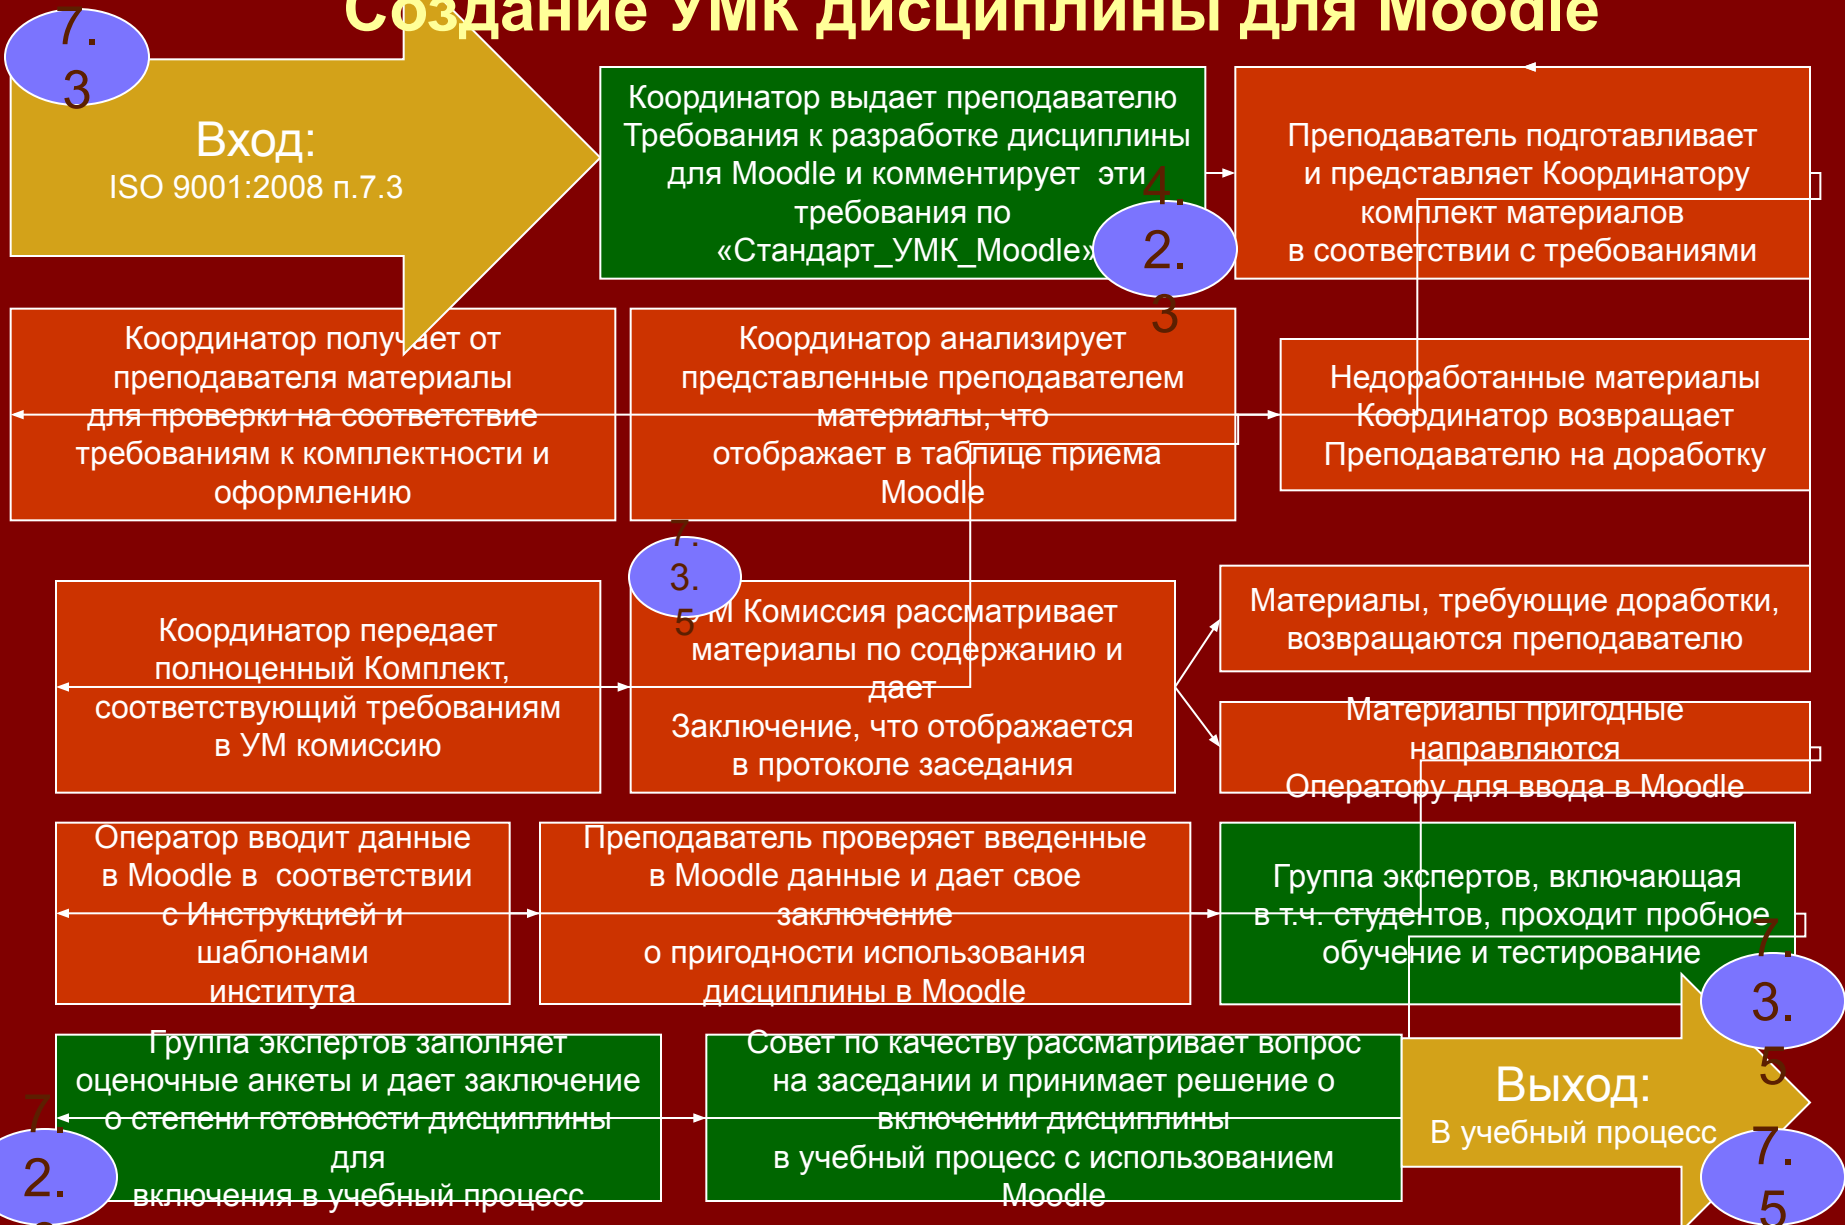 Создание УМК дисциплины для Moodle
7.
3
Вход:
ISO 9001:2008 п.7.3
Координатор выдает преподавателю
Требования к разработке дисциплины
для Moodle и комментирует эти
требования по
«Стандарт_УМК_Moodle»
4.
2.
3
Преподаватель подготавливает
и представляет Координатору
комплект материалов
в соответствии с требованиями
Координатор получает от
преподавателя материалы
для проверки на соответствие
требованиям к комплектности и
оформлению
Координатор анализирует
представленные преподавателем
материалы, что
отображает в таблице приема
Moodle
Недоработанные материалы
Координатор возвращает
Преподавателю на доработку
Координатор передает
полноценный Комплект,
соответствующий требованиям
в УМ комиссию
7.
3.
5
М Комиссия рассматривает
материалы по содержанию и
дает
Заключение, что отображается
в протоколе заседания
Материалы, требующие доработки,
возвращаются преподавателю
Материалы пригодные
направляются
Оператору для ввода в Moodle
Оператор вводит данные
в Moodle в соответствии
с Инструкцией и
шаблонами
института
Преподаватель проверяет введенные
в Moodle данные и дает свое
заключение
о пригодности использования
дисциплины в Moodle
Группа экспертов, включающая
в т.ч. студентов, проходит пробное
обучение и тестирование
7.
3.
5
Группа экспертов заполняет
оценочные анкеты и дает заключение
о степени готовности дисциплины
для
включения в учебный процесс
7.
2.
Совет по качеству рассматривает вопрос
на заседании и принимает решение о
включении дисциплины
в учебный процесс с использованием
Moodle
Выход:
В учебный процесс
7.
5